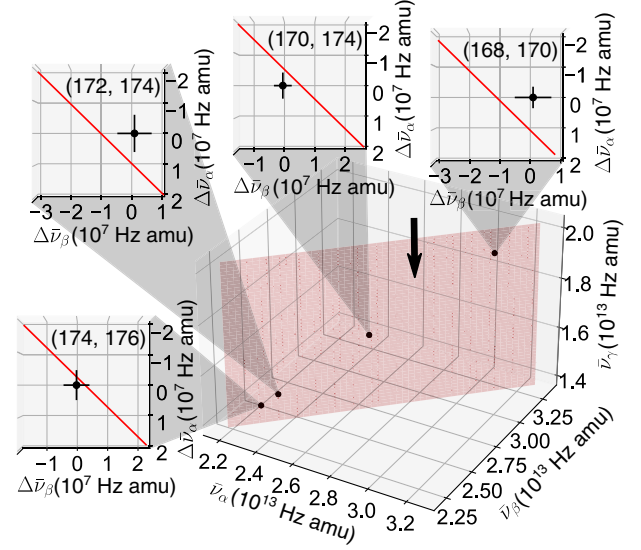 (172, 174)
-2
-1
0
1
2
Δν̄α(10⁷ Hz amu)
−3 −2 −1 0 1
Δν̄β(10⁷ Hz amu)
(170, 174)
-2
-1
0
1
2
Δν̄α(10⁷ Hz amu)
−1 0 1 2
Δν̄β(10⁷ Hz amu)
(168, 170)
-2
-1
0
1
2
Δν̄α(10⁷ Hz amu)
−3 −2 −1 0 1
Δν̄β(10⁷ Hz amu)
(174, 176)
-2
-1
0
1
2
Δν̄α(10⁷ Hz amu)
−1 0 1 2
Δν̄β(10⁷ Hz amu)
2.0
1.8
1.6
1.4
ν̄γ(10¹³ Hz amu)
3.25
3.00
2.75
2.50
2.25
ν̄β(10¹³ Hz amu)
2.2 2.4 2.6 2.8 3.0 3.2
ν̄α(10¹³ Hz amu)